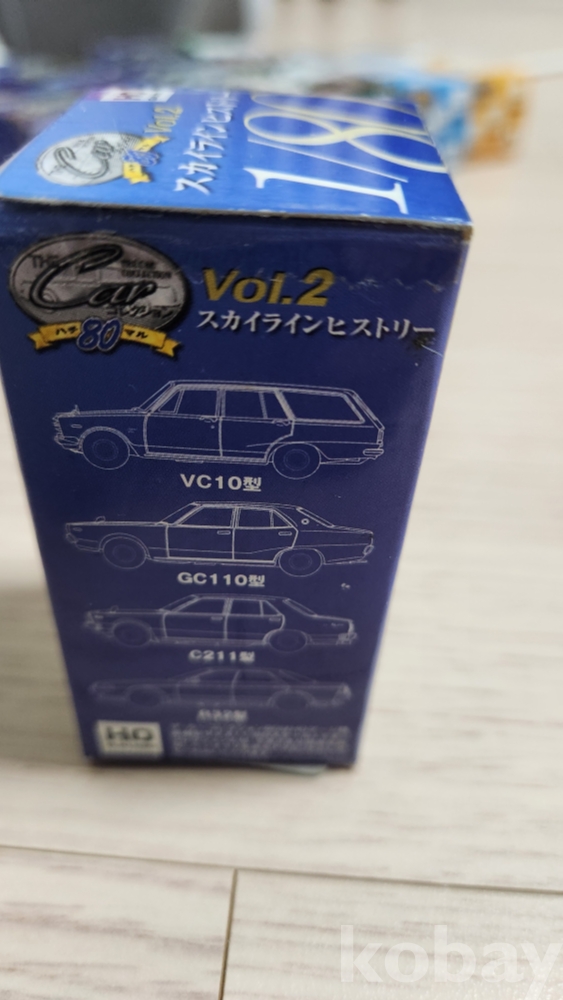 Car
Vol.2
スカイラインヒストリー
1/80
THE
Car
コレクション
ハチ
80
マル
Vol.2
スカイラインヒストリー
VC10型
GC110型
C211型
HO
kobay